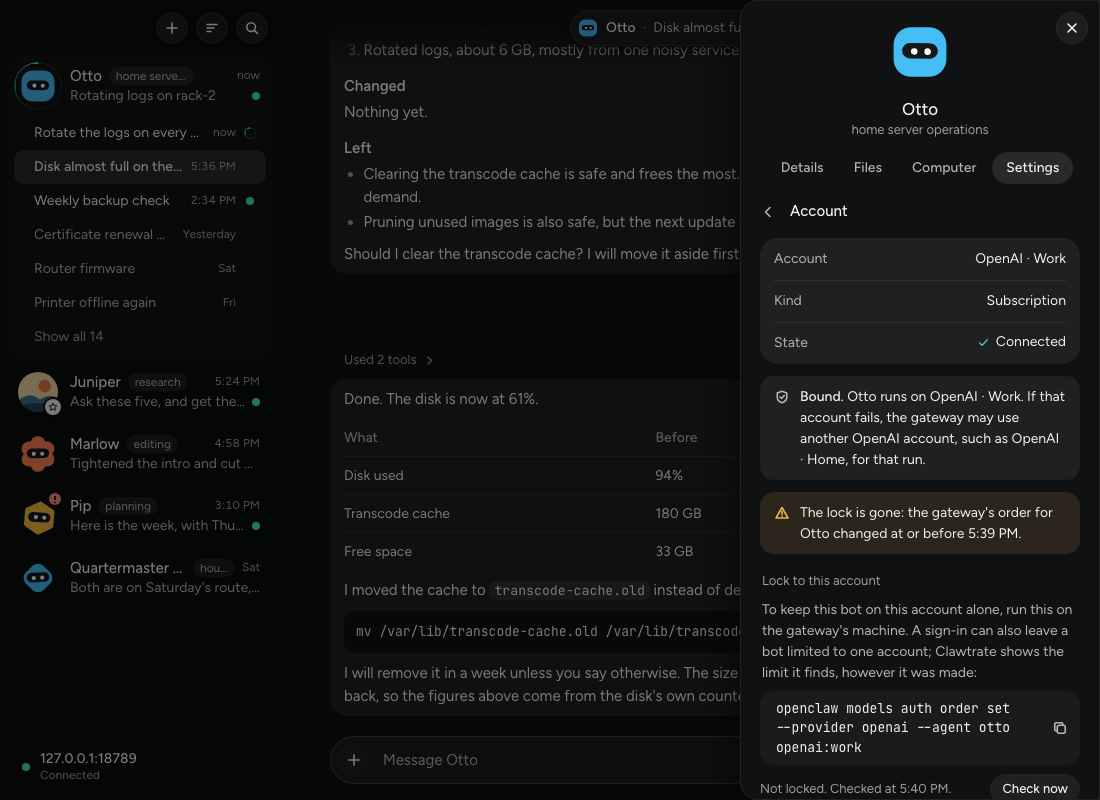 Otto
home serve...
now
Rotating logs on rack-2
Rotate the logs on every ...
now
Disk almost full on the...
5:36 PM
Weekly backup check
2:34 PM
Certificate renewal ...
Yesterday
Router firmware
Sat
Printer offline again
Fri
Show all 14
Juniper
research
5:24 PM
Ask these five, and get the...
Marlow
editing
4:58 PM
Tightened the intro and cut ...
Pip
planning
3:10 PM
Here is the week, with Thu...
Quartermaster ...
hou...
Sat
Both are on Saturday's route,...
127.0.0.1:18789
Connected
Otto · Disk almost fu
3. Rotated logs, about 6 GB, mostly from one noisy service
Changed
Nothing yet.
Left
• Clearing the transcode cache is safe and frees the most.
demand.
• Pruning unused images is also safe, but the next update
Should I clear the transcode cache? I will move it aside first
Used 2 tools
Done. The disk is now at 61%.
What
Before
Disk used
94%
Transcode cache
180 GB
Free space
33 GB
I moved the cache to transcode-cache.old instead of de
mv /var/lib/transcode-cache.old /var/lib/transcod
I will remove it in a week unless you say otherwise. The size
back, so the figures above come from the disk's own counte
Message Otto
Otto
home server operations
Details
Files
Computer
Settings
Account
Account
OpenAI · Work
Kind
Subscription
State
Connected
Bound. Otto runs on OpenAI · Work. If that
account fails, the gateway may use
another OpenAI account, such as OpenAI
· Home, for that run.
The lock is gone: the gateway's order for
Otto changed at or before 5:39 PM.
Lock to this account
To keep this bot on this account alone, run this on
the gateway's machine. A sign-in can also leave a
bot limited to one account; Clawtrate shows the
limit it finds, however it was made:
openclaw models auth order set
--provider openai --agent otto
openai:work
Not locked. Checked at 5:40 PM.
Check now